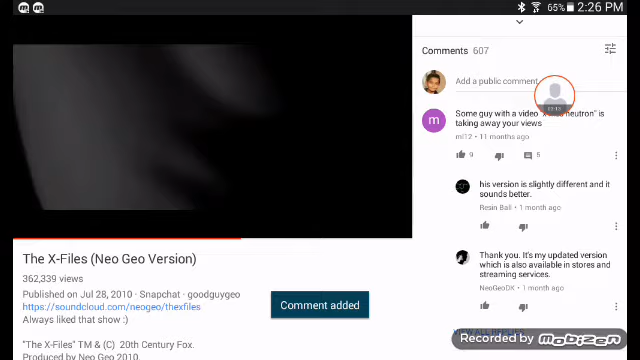 65% 2:26 PM
Comments 607
Add a public comment
Some guy with a video "x neutron" is
taking away your views
ml12 • 11 months ago
9 5
his version is slightly different and it
sounds better.
Resin Ball • 1 month ago
Thank you. It's my updated version
which is also available in stores and
streaming services.
NeoGeoDX • 1 month ago
VIEW ALL REPLIES
The X-Files (Neo Geo Version)
362,339 views
Published on Jul 28, 2010 • Snapchat - goodguygeo
https://soundcloud.com/neogeo/thexfiles
Always liked that show :)
"The X-Files" TM & (C) 20th Century Fox.
Produced by Neo Geo 2010.
Comment added
m
Recorded by MOBIZEN